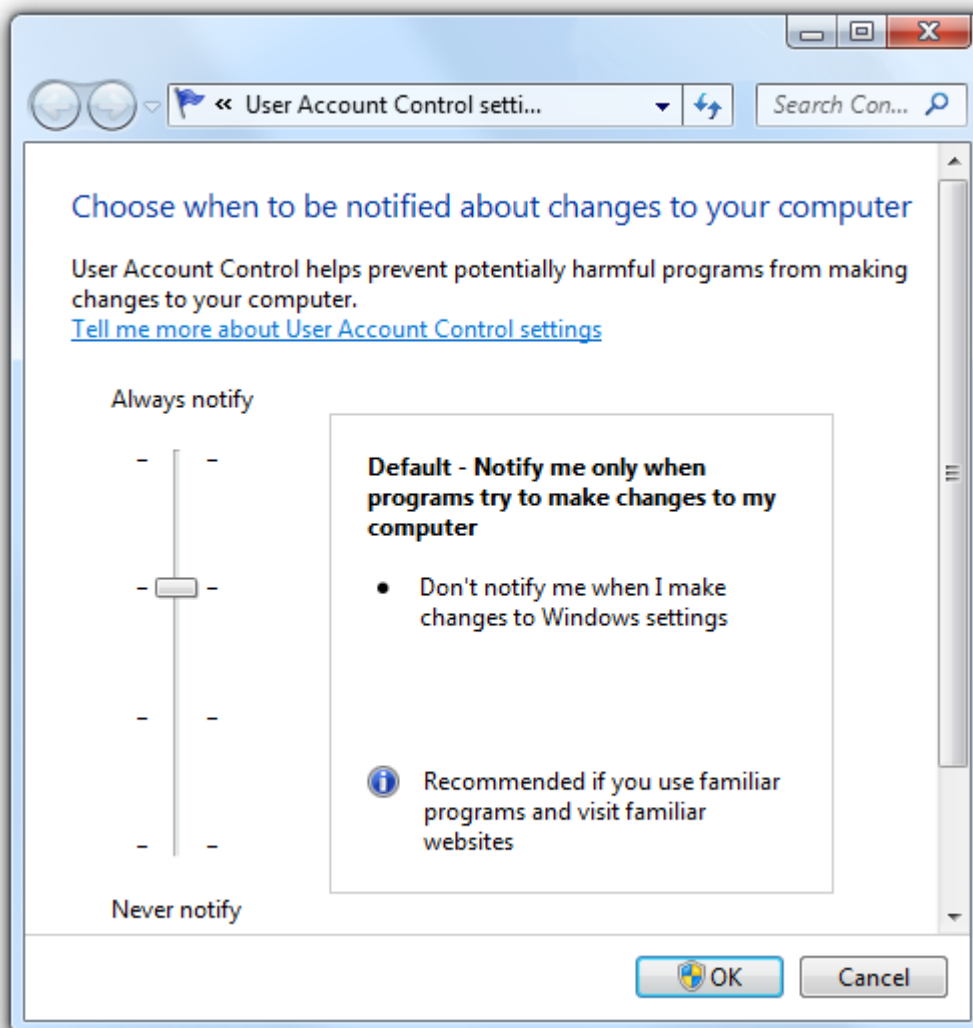 « User Account Control setti...
Search Con...
Choose when to be notified about changes to your computer
User Account Control helps prevent potentially harmful programs from making
changes to your computer.
Tell me more about User Account Control settings
Always notify
Default - Notify me only when
programs try to make changes to my
computer
• Don't notify me when I make
changes to Windows settings
Recommended if you use familiar
programs and visit familiar
websites
Never notify
OK
Cancel